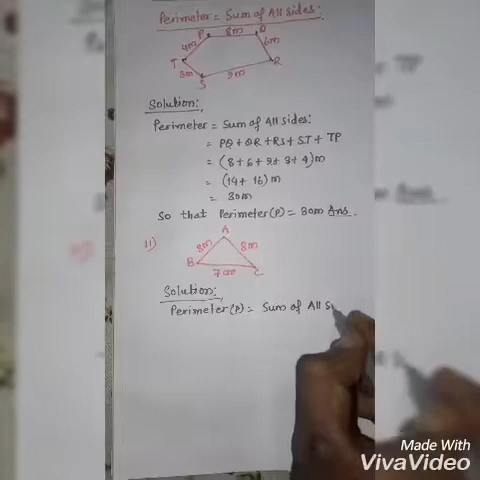 Perimeter = Sum of All sides:
P 8m Q
4m 6m
T R
3m S 9m
Solution:
Perimeter = Sum of All sides:
= PQ + QR + RS + ST + TP
= (8 + 6 + 9 + 3 + 4) m
= (14 + 16) m
= 30m
So that Perimeter (P) = 30m Ans.
11) A
8m 8m
B 7cm C
Solution:
Perimeter (P) = Sum of All S
Made With
VivaVideo